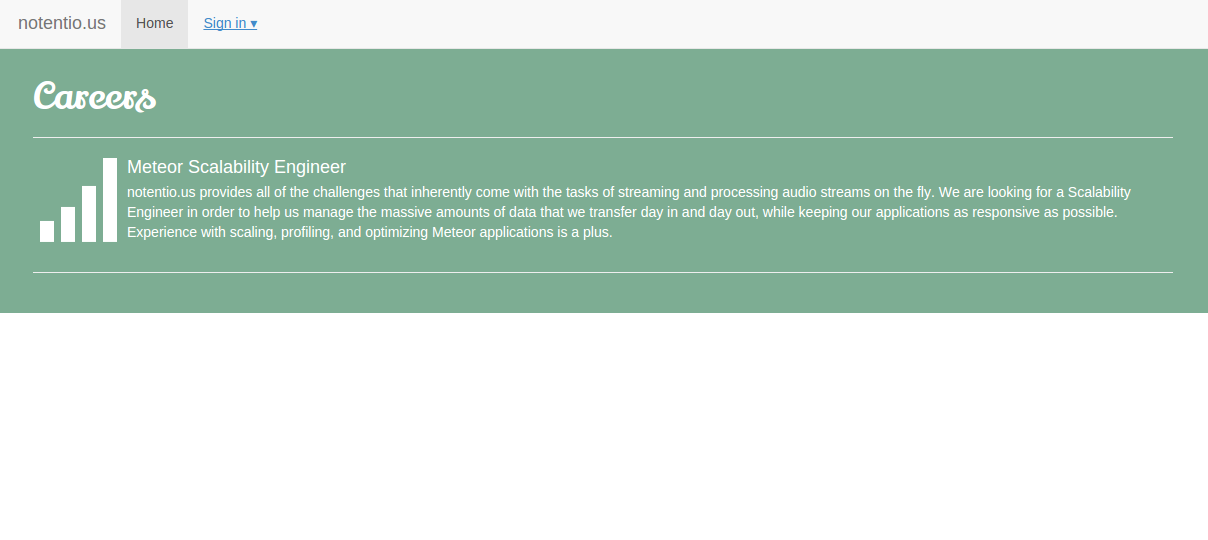 notentio.us Home Sign in ▾
Careers
Meteor Scalability Engineer
notentio.us provides all of the challenges that inherently come with the tasks of streaming and processing audio streams on the fly. We are looking for a Scalability
Engineer in order to help us manage the massive amounts of data that we transfer day in and day out, while keeping our applications as responsive as possible.
Experience with scaling, profiling, and optimizing Meteor applications is a plus.